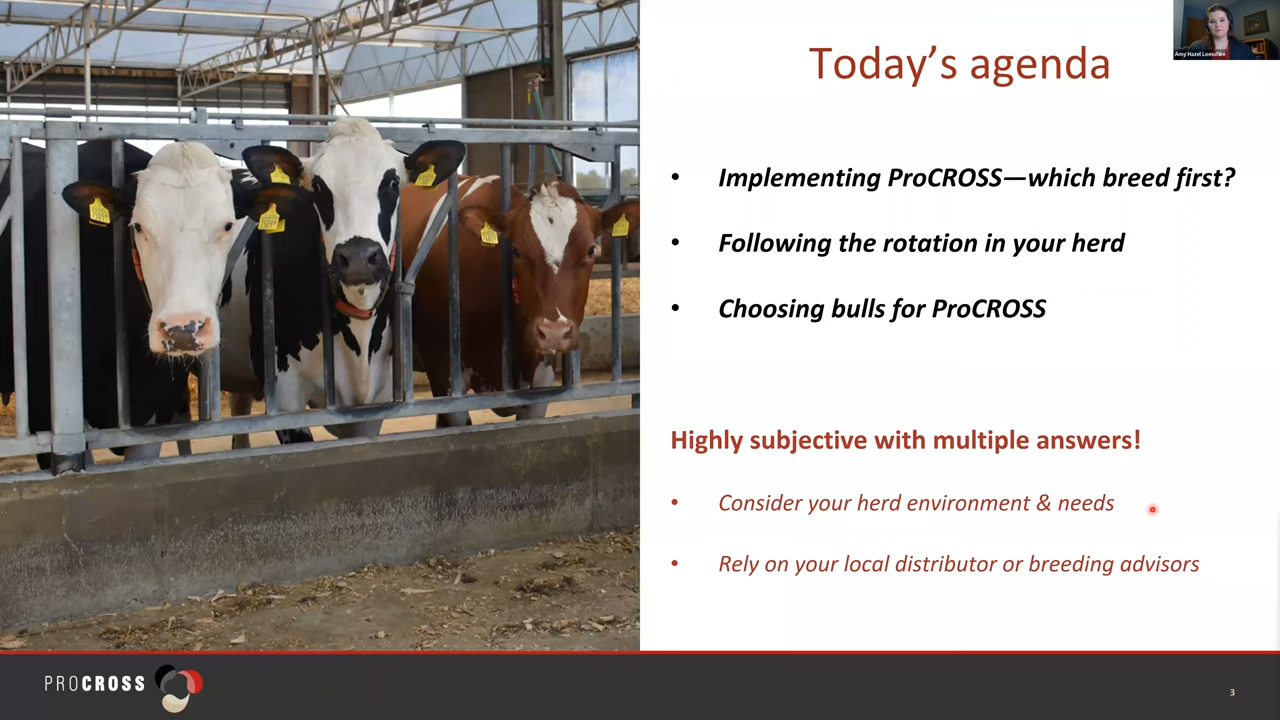 Today's agenda
Amy Hazel Loeschke
• Implementing ProCROSS—which breed first?
• Following the rotation in your herd
• Choosing bulls for ProCROSS
Highly subjective with multiple answers!
• Consider your herd environment & needs
• Rely on your local distributor or breeding advisors
PROCROSS
3